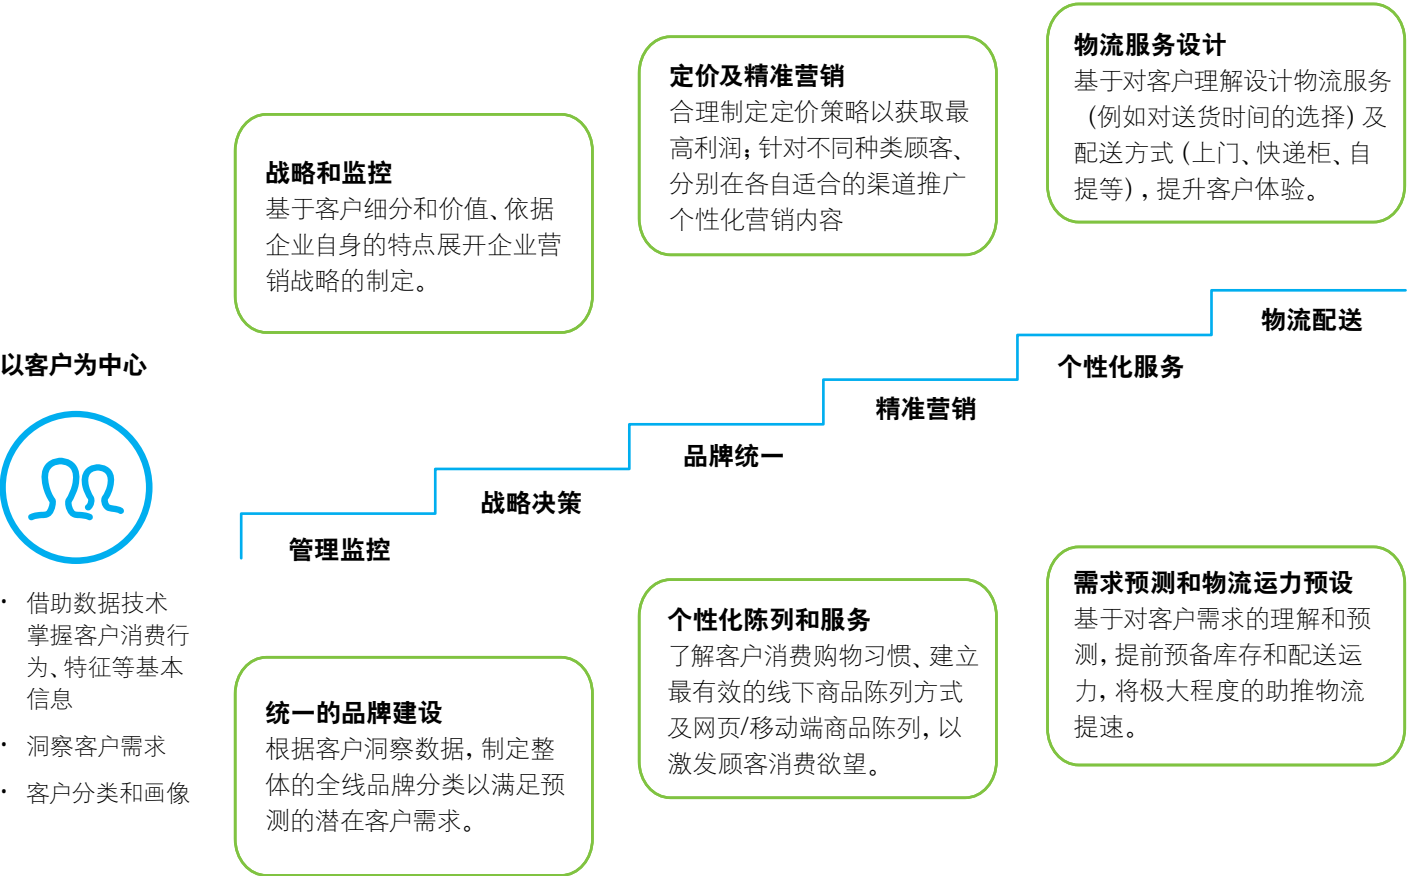 物流服务设计
基于对客户理解设计物流服务
(例如对送货时间的选择)及
配送方式(上门、快递柜、自
提等),提升客户体验。
定价及精准营销
合理制定定价策略以获取最
高利润;针对不同种类顾客、
分别在各自适合的渠道推广
个性化营销内容
战略和监控
基于客户细分和价值、依据
企业自身的特点展开企业营
销战略的制定。
物流配送
个性化服务
精准营销
品牌统一
战略决策
管理监控
以客户为中心
· 借助数据技术
掌握客户消费行
为、特征等基本
信息
· 洞察客户需求
· 客户分类和画像
统一的品牌建设
根据客户洞察数据,制定整
体的全线品牌分类以满足预
测的潜在客户需求。
个性化陈列和服务
了解客户消费购物习惯、建立
最有效的线下商品陈列方式
及网页/移动端商品陈列,以
激发顾客消费欲望。
需求预测和物流运力预设
基于对客户需求的理解和预
测,提前预备库存和配送运
力,将极大程度的助推物流
提速。